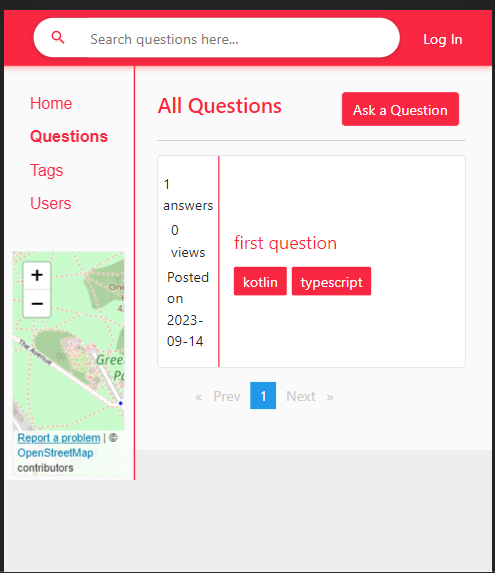 Search questions here...
Log In
Home
Questions
Tags
Users
+
−
The Avenue
Gree
Report a problem | ©
OpenStreetMap
contributors
All Questions
Ask a Question
1
answers
0
views
Posted
on
2023-
09-14
first question
kotlin
typescript
« Prev 1 Next »